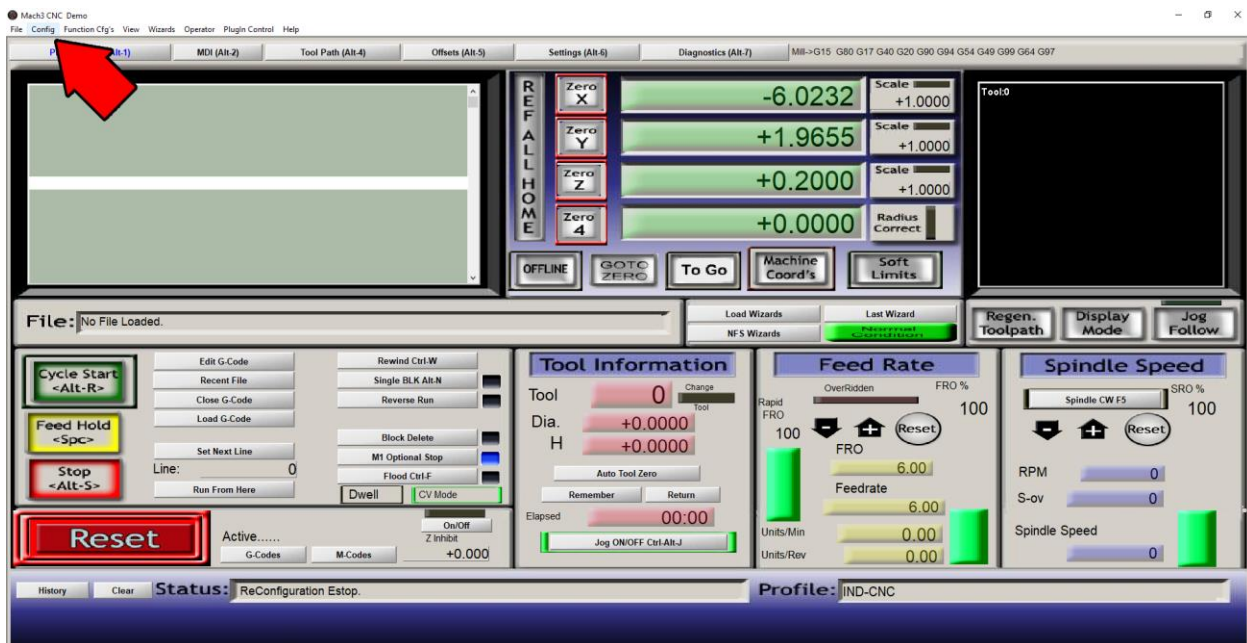 Mach3 CNC Demo
File Config Function Cfg's View Wizards Operator PlugIn Control Help
P Alt-1) MDI (Alt-2) Tool Path (Alt-4) Offsets (Alt-5) Settings (Alt-6) Diagnostics (Alt-7) Mill->G15 G80 G17 G40 G20 G90 G94 G54 G49 G99 G64 G97
REF ALL HOME
Zero X -6.0232 Scale +1.0000
Zero Y +1.9655 Scale +1.0000
Zero Z +0.2000 Scale +1.0000
Zero 4 +0.0000 Radius Correct
OFFLINE GOTO ZERO To Go Machine Coord's Soft Limits
Tool:0
File: No File Loaded.
Load Wizards Last Wizard
NFS Wizards Normal Condition
Regen. Toolpath Display Mode Jog Follow
Cycle Start <Alt-R>
Feed Hold <Spc>
Stop <Alt-S>
Edit G-Code
Recent File
Close G-Code
Load G-Code
Set Next Line
Line: 0
Run From Here
Rewind Ctrl-W
Single BLK Alt-N
Reverse Run
Block Delete
M1 Optional Stop
Flood Ctrl-F
Dwell CV Mode
Reset
Active......
G-Codes M-Codes
On/Off
Z Inhibit
+0.000
Tool Information
Tool 0 Change Tool
Dia. +0.0000
H +0.0000
Auto Tool Zero
Remember Return
Elapsed 00:00
Jog ON/OFF Ctrl-Alt-J
Feed Rate
OverRidden FRO %
100
Rapid FRO
100
Reset
FRO
6.00
Feedrate
6.00
Units/Min 0.00
Units/Rev 0.00
Spindle Speed
Spindle CW F5
SRO %
100
Reset
RPM 0
S-ov 0
Spindle Speed
0
History Clear Status: ReConfiguration Estop. Profile: IND-CNC